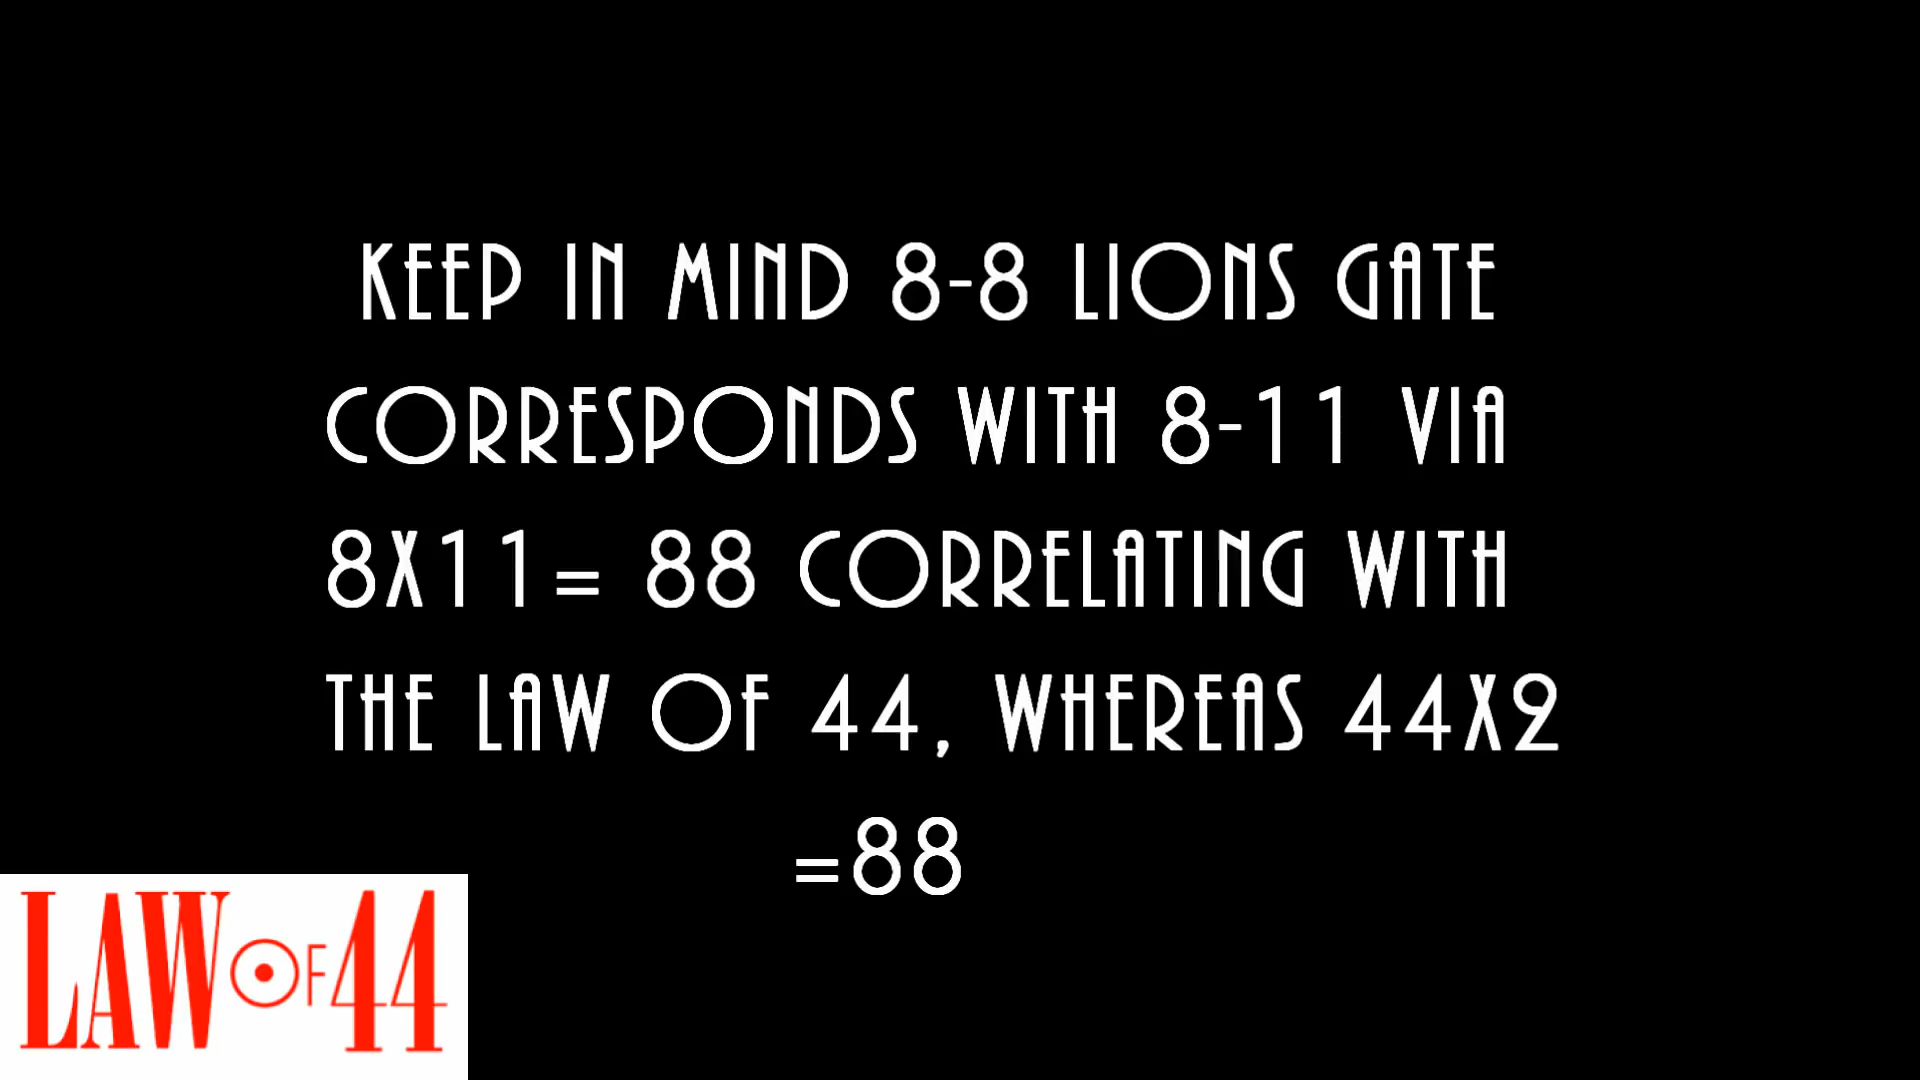 KEEP IN MIND 8-8 LIONS GATE
CORRESPONDS WITH 8-11 VIA
8X11= 88 CORRELATING WITH
THE LAW OF 44, WHEREAS 44X2
=88
LAW OF 44